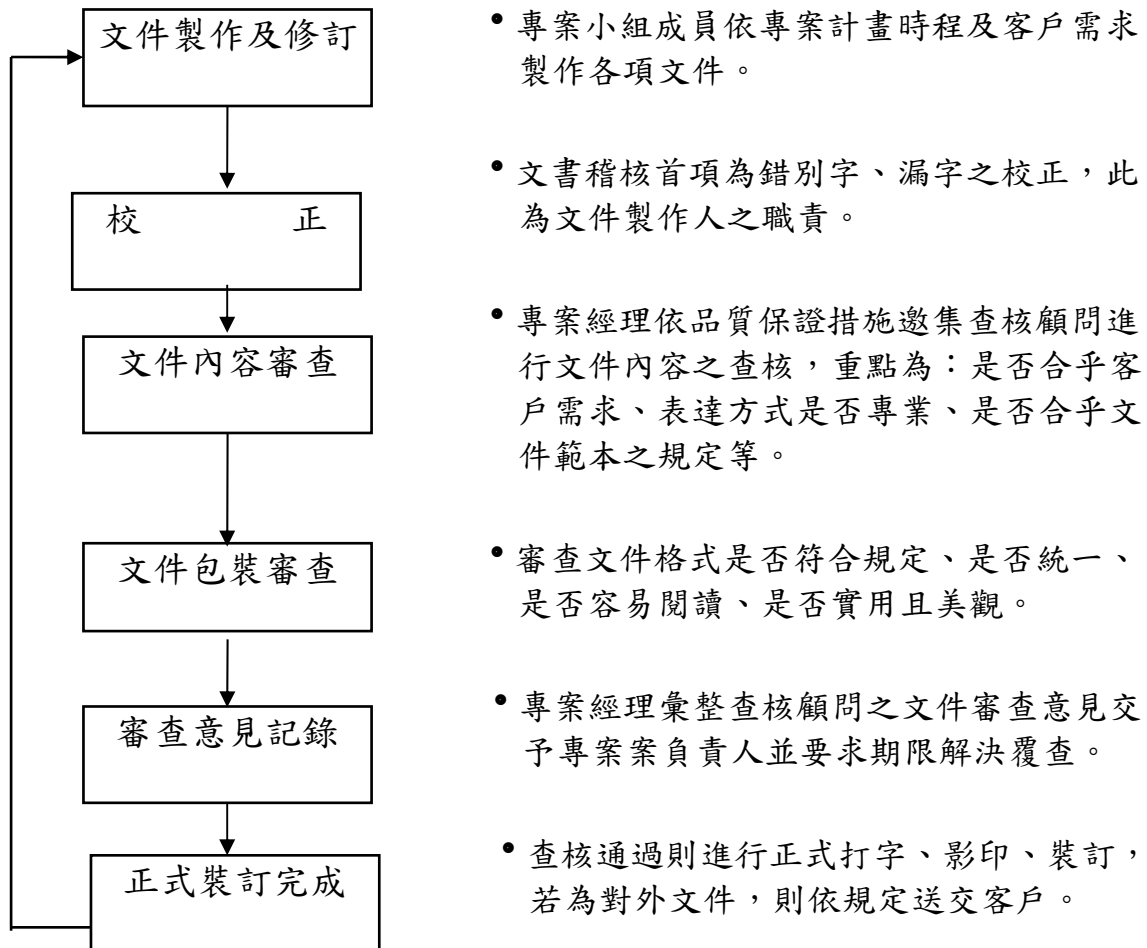 文件製作及修訂
• 專案小組成員依專案計畫時程及客戶需求
製作各項文件。
校 正
• 文書稽核首項為錯別字、漏字之校正，此
為文件製作人之職責。
文件內容審查
• 專案經理依品質保證措施邀集查核顧問進
行文件內容之查核，重點為：是否合乎客
戶需求、表達方式是否專業、是否合乎文
件範本之規定等。
文件包裝審查
• 審查文件格式是否符合規定、是否統一、
是否容易閱讀、是否實用且美觀。
審查意見記錄
• 專案經理彙整查核顧問之文件審查意見交
予專案案負責人並要求期限解決覆查。
正式裝訂完成
• 查核通過則進行正式打字、影印、裝訂，
若為對外文件，則依規定送交客戶。